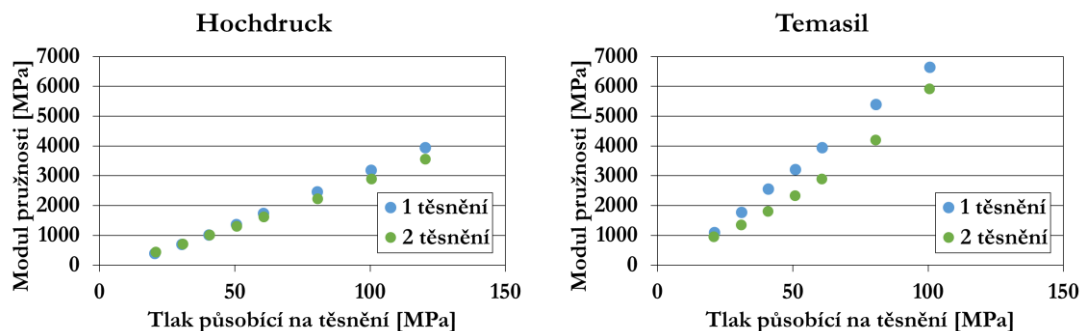 Hochdruck
Modul pružnosti [MPa]
7000
6000
5000
4000
3000
2000
1000
0
1 těsnění
2 těsnění
0 50 100 150
Tlak působící na těsnění [MPa]
Temasil
Modul pružnosti [MPa]
7000
6000
5000
4000
3000
2000
1000
0
1 těsnění
2 těsnění
0 50 100 150
Tlak působící na těsnění [MPa]